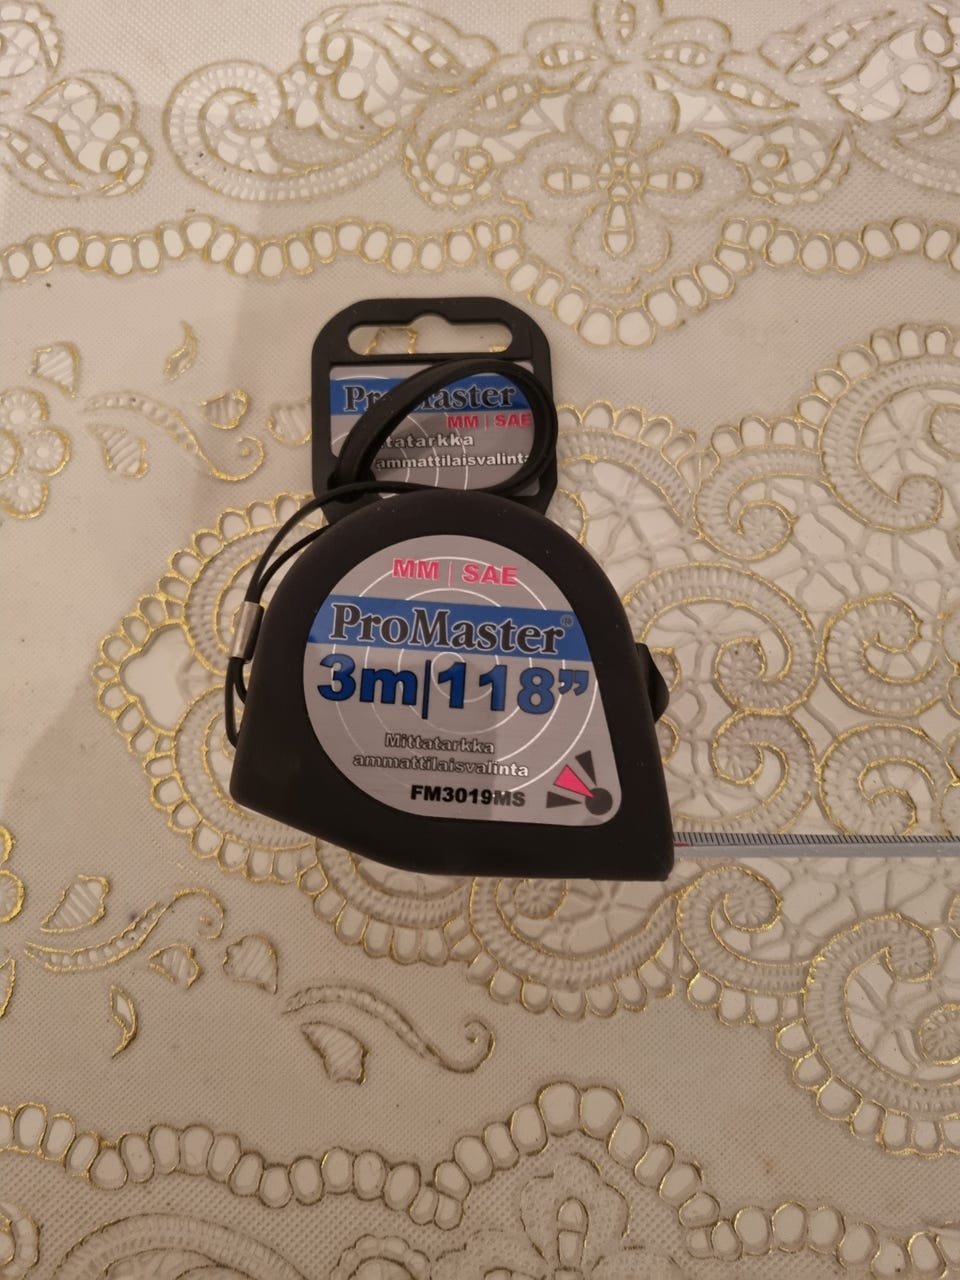 ProMaster
MM | SAE
ammattilaisvalinta
MM | SAE
ProMaster®
3m|118”
Mittatarkka
ammattilaisvalinta
FM3019MS